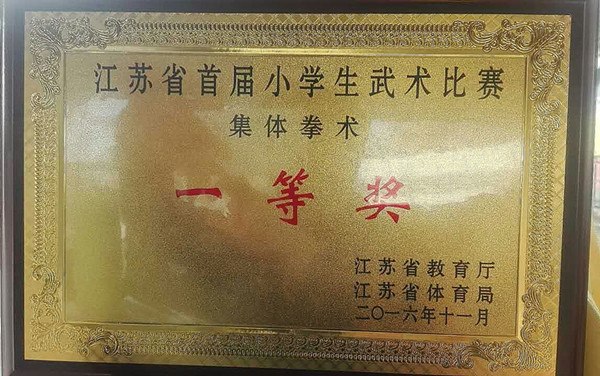 江苏省首届小学生武术比赛
集体拳术
一等奖
江苏省教育厅
江苏省体育局
二〇一六年十一月